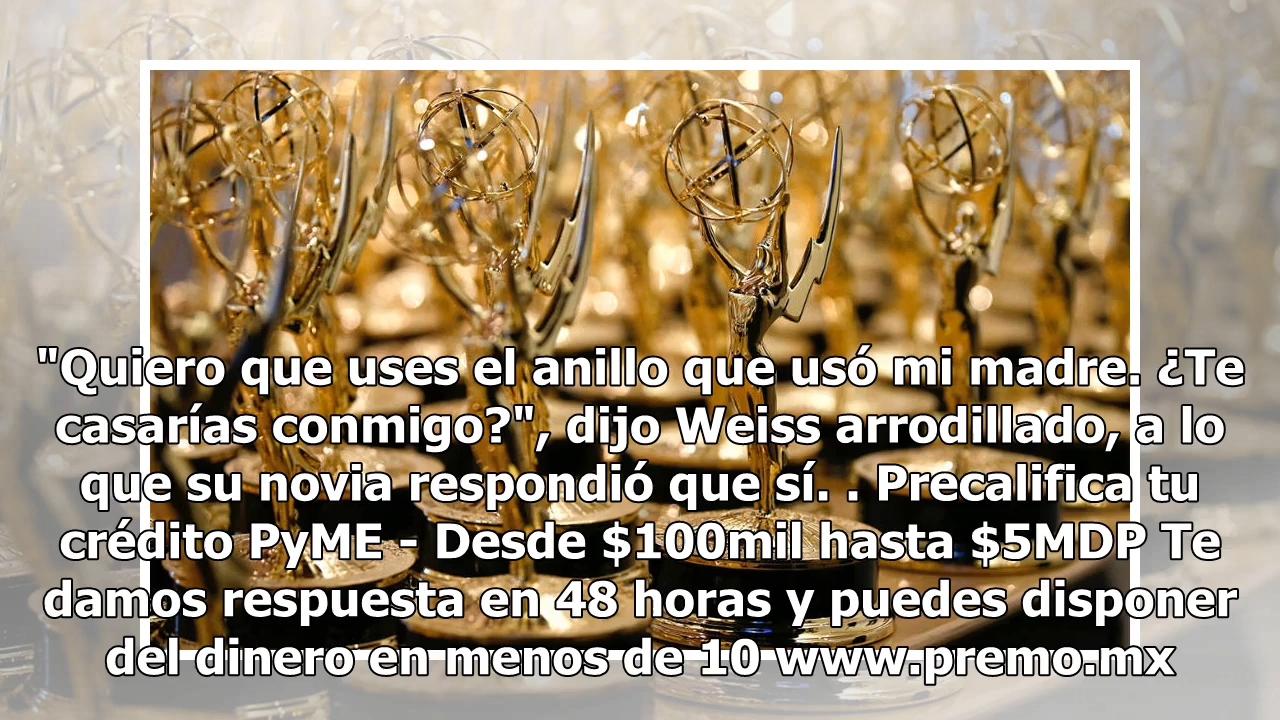 "Quiero que uses el anillo que usó mi madre. ¿Te
casarías conmigo?", dijo Weiss arrodillado, a lo
que su novia respondió que sí. . Precalifica tu
crédito PyME - Desde $100mil hasta $5MDP Te
damos respuesta en 48 horas y puedes disponer
del dinero en menos de 10 www.premo.mx